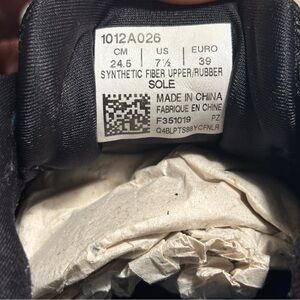 1012A026
CM US EURO
24.5 7½ 39
SYNTHETIC FIBER UPPER/RUBBER
SOLE
MADE IN CHINA
FABRIQUE EN CHINE
F351019 PZ
Q4BLPTS88YCFNLR